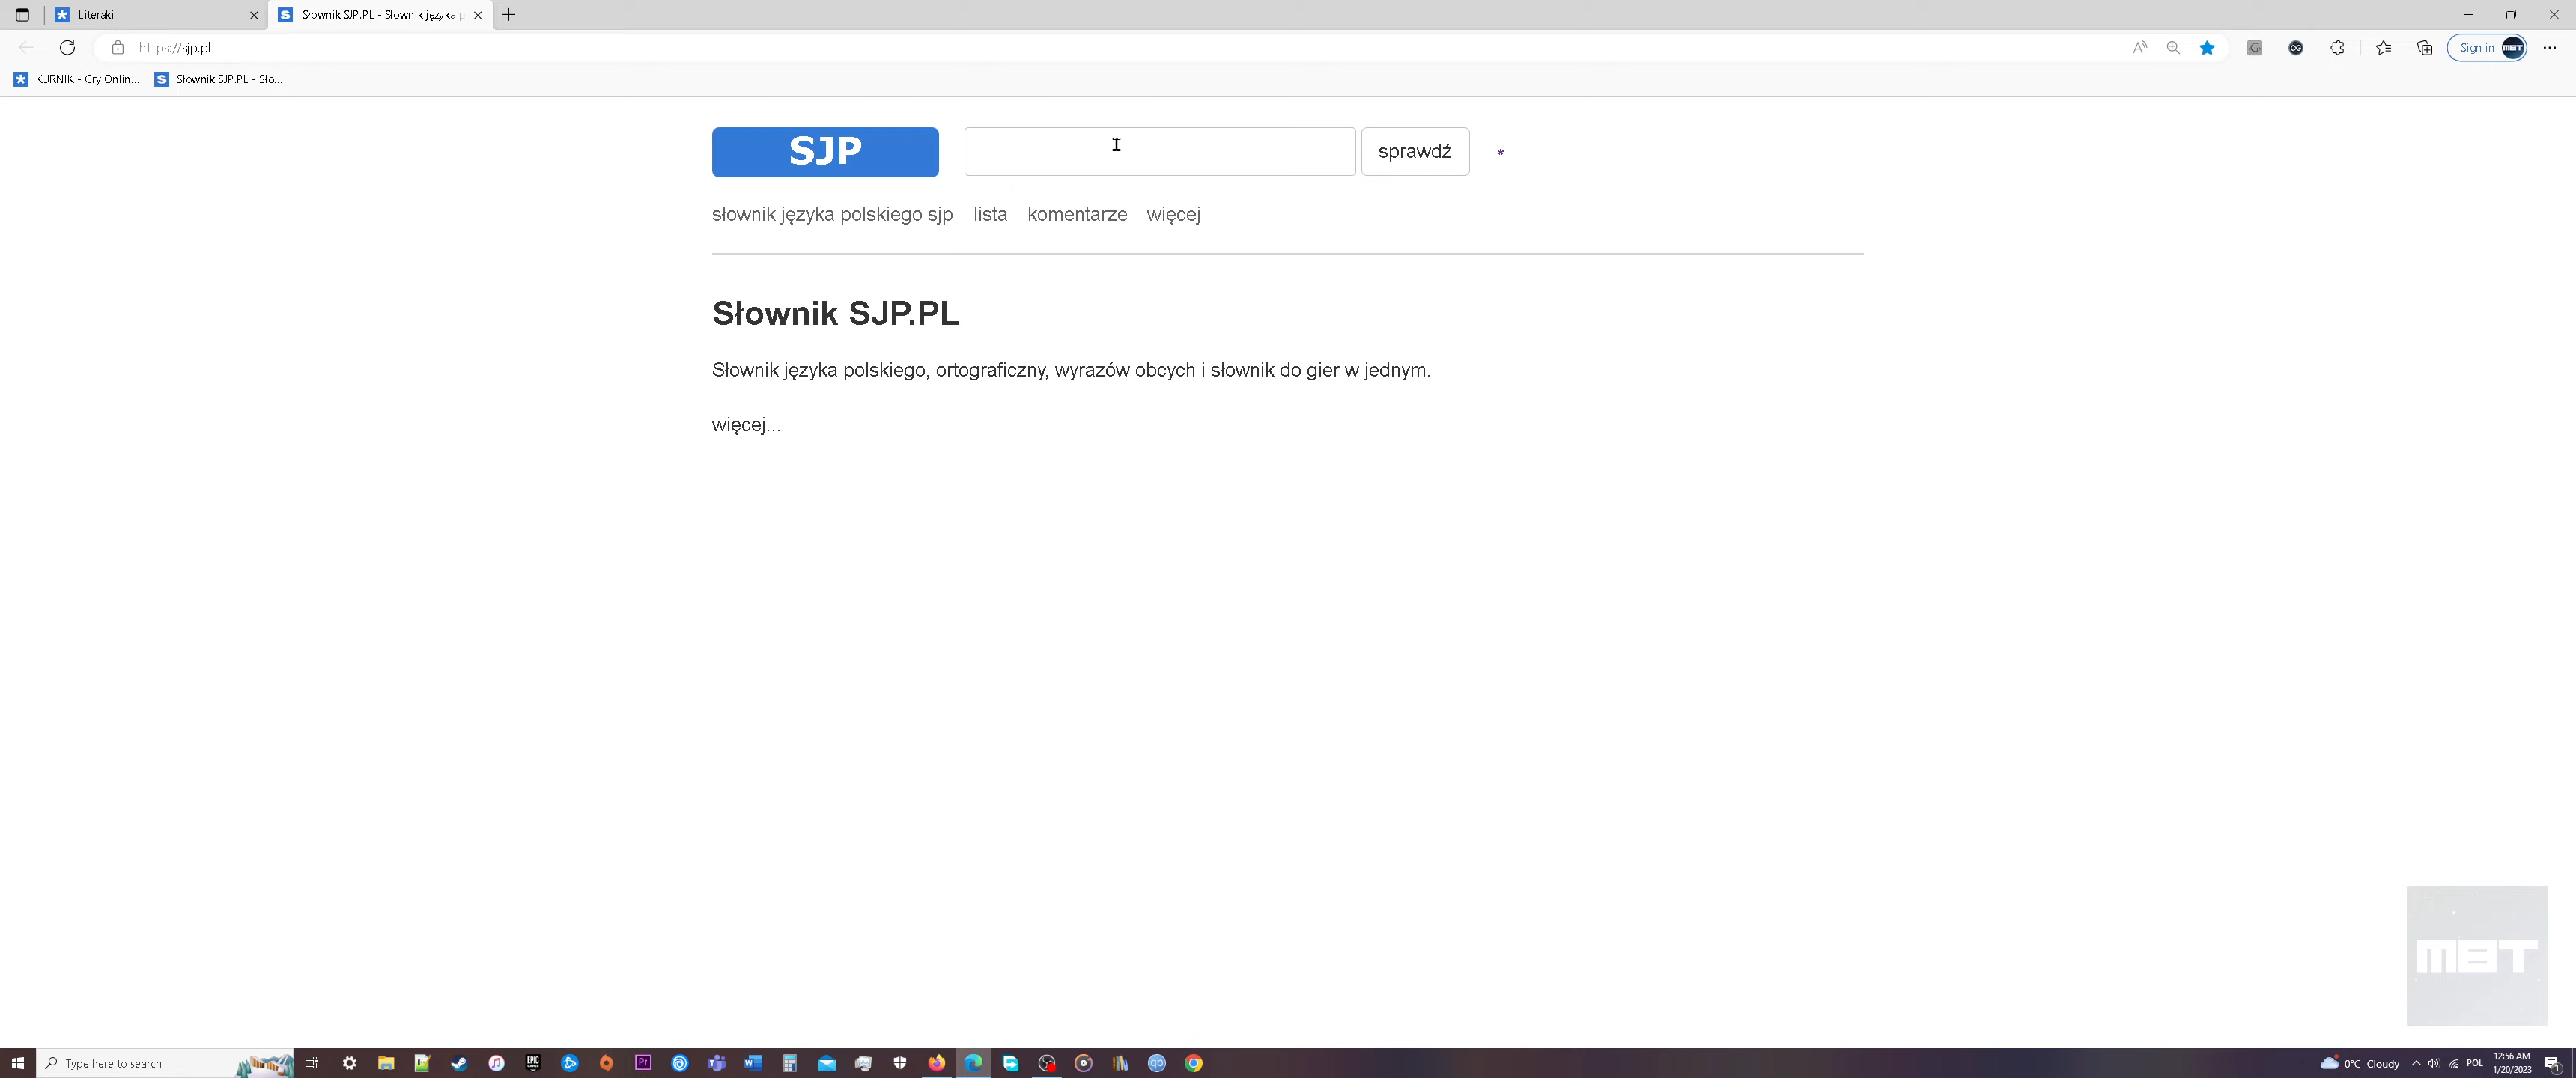 Literaki
Słownik SJP.PL - Słownik języka p
https://sjp.pl
Sign in
KURNIK - Gry Onlin...
Słownik SJP.PL - Sło...
SJP
sprawdź
*
słownik języka polskiego sjp lista komentarze więcej
Słownik SJP.PL
Słownik języka polskiego, ortograficzny, wyrazów obcych i słownik do gier w jednym.
więcej...
MBT
Type here to search
0°C Cloudy
POL
12:56 AM
1/20/2023